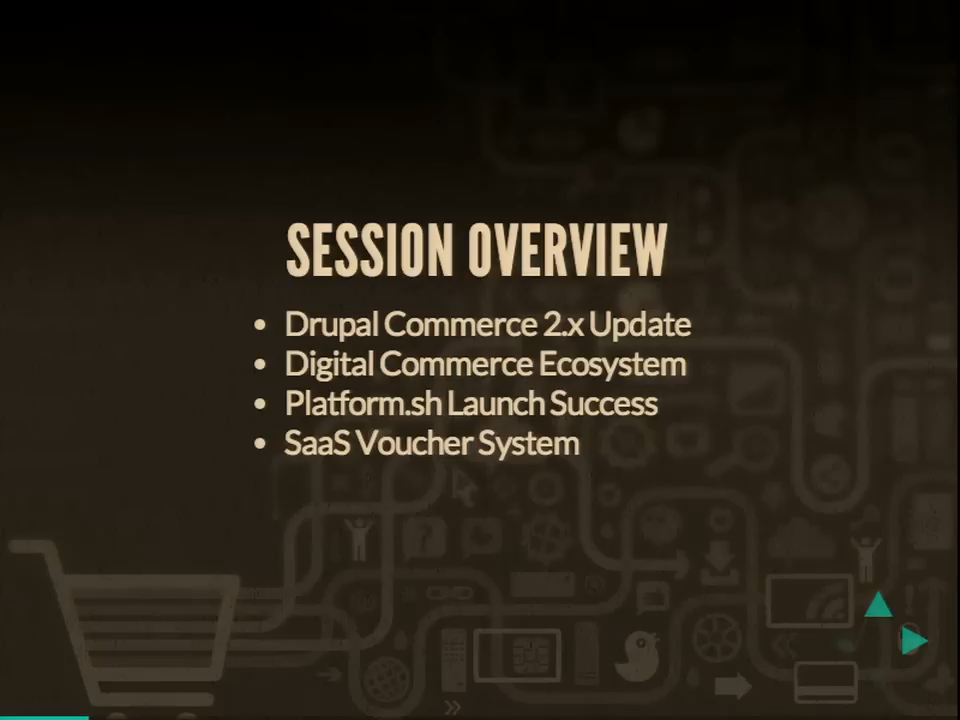 SESSION OVERVIEW
• Drupal Commerce 2.x Update
• Digital Commerce Ecosystem
• Platform.sh Launch Success
• SaaS Voucher System